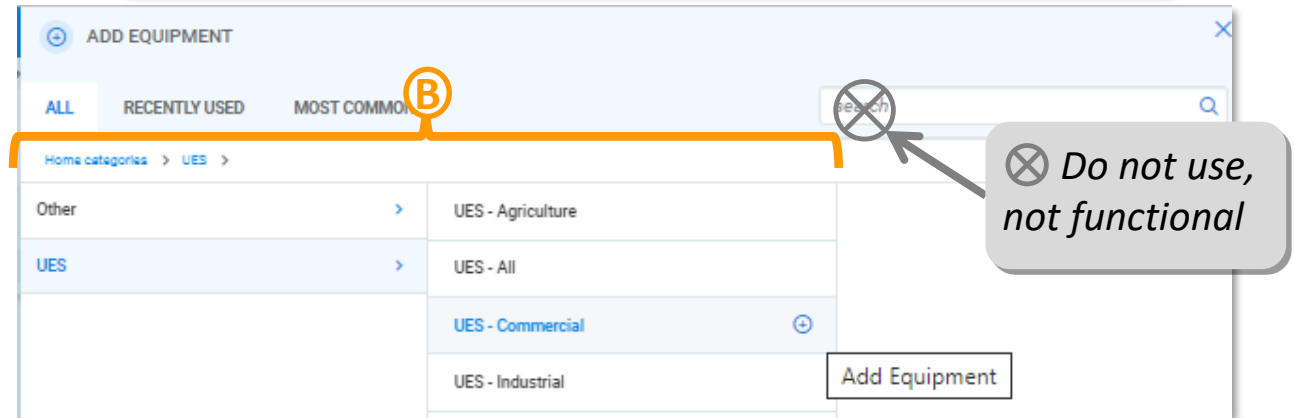 ADD EQUIPMENT
ALL RECENTLY USED MOST COMMON
B
search
Home categories > UES >
Do not use,
not functional
Other
UES - Agriculture
UES
UES - All
UES - Commercial
Add Equipment
UES - Industrial